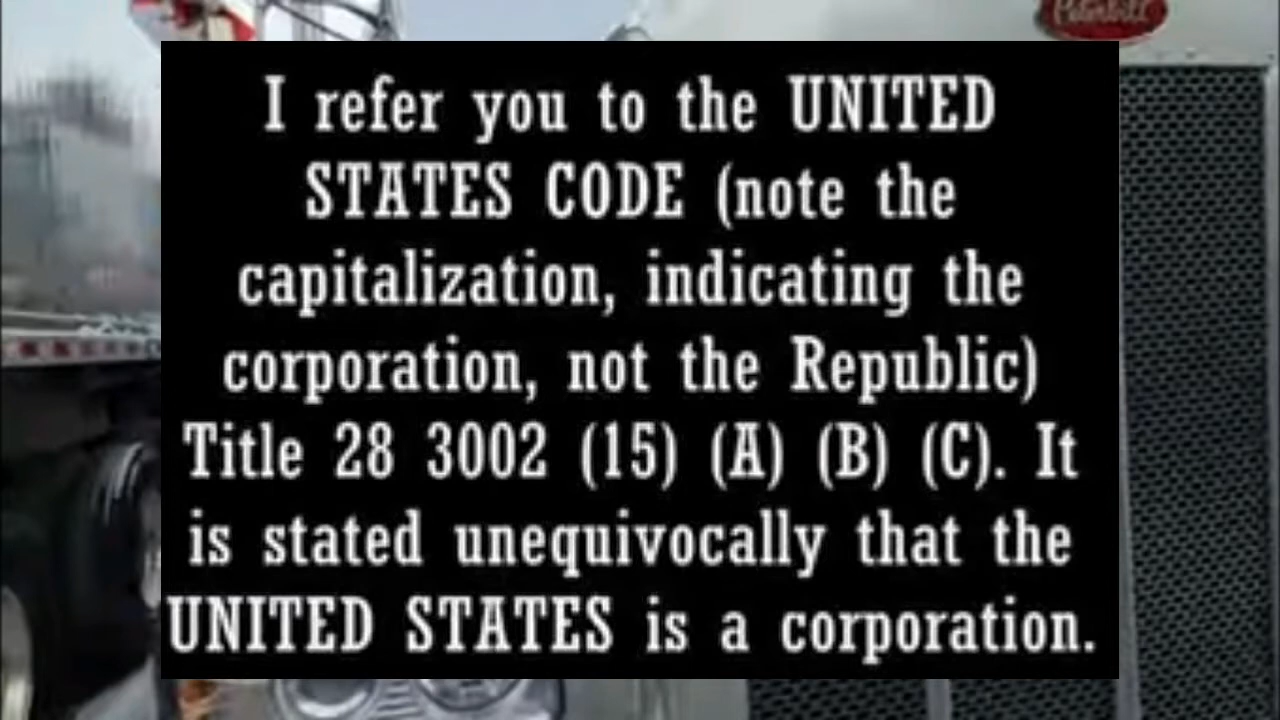 Peterbilt
I refer you to the UNITED
STATES CODE (note the
capitalization, indicating the
corporation, not the Republic)
Title 28 3002 (15) (A) (B) (C). It
is stated unequivocally that the
UNITED STATES is a corporation.